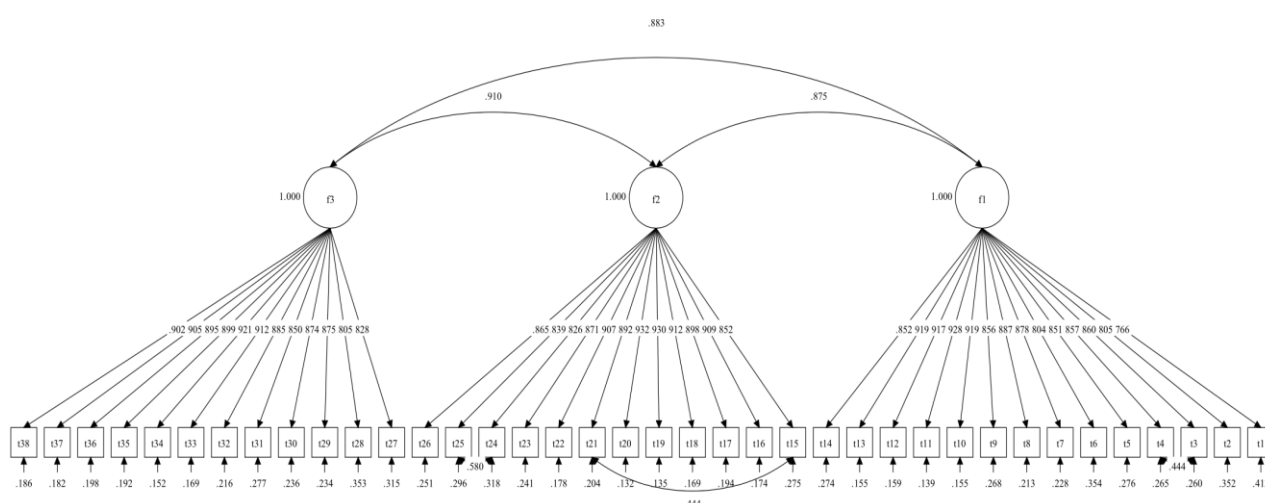 .883
.910 .875
1.000 f3 1.000 f2 1.000 f1
.902 905 895 899 921 912 885 850 874 875 805 828 .865 839 826 871 907 892 932 930 912 898 909 852 .852 919 917 928 919 856 887 878 804 851 857 860 805 766
t38 t37 t36 t35 t34 t33 t32 t31 t30 t29 t28 t27 t26 t25 t24 t23 t22 t21 t20 t19 t18 t17 t16 t15 t14 t13 t12 t11 t10 t9 t8 t7 t6 t5 t4 t3 t2 t1
.580 .444
.186 .182 .198 .192 .152 .169 .216 .277 .236 .234 .353 .315 .251 .296 .318 .241 .178 .204 .132 .135 .169 .194 .174 .275 .274 .155 .159 .139 .155 .268 .213 .228 .354 .276 .265 .260 .352 .41